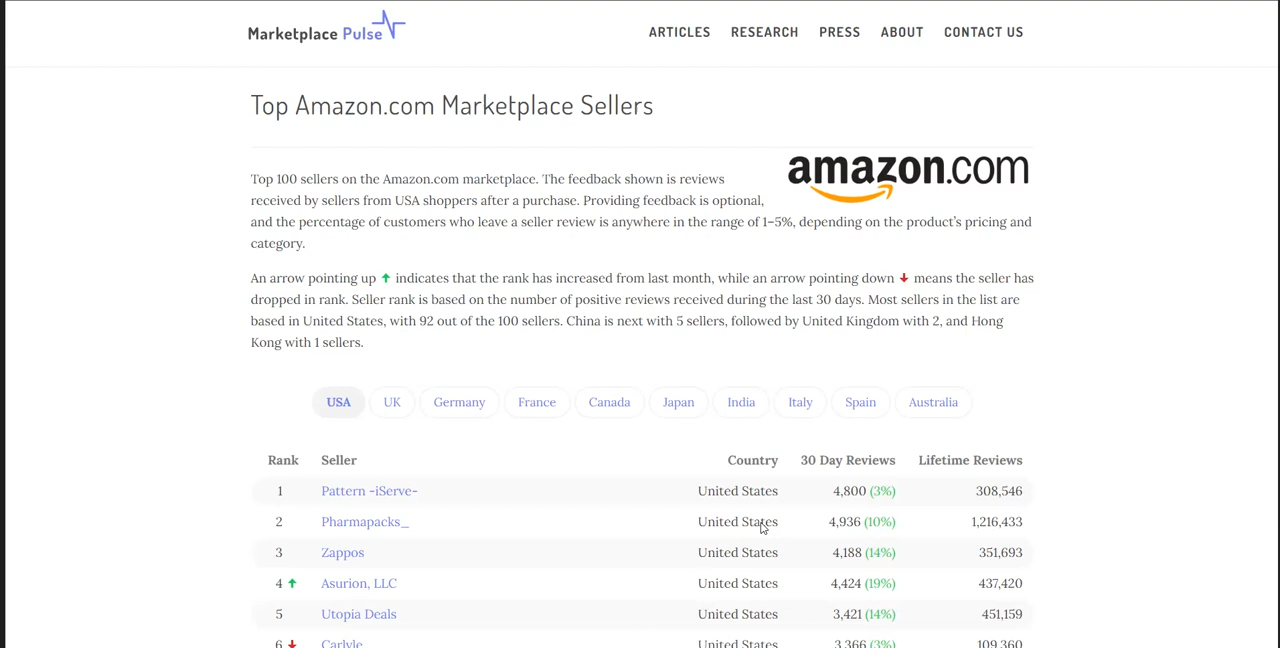 Marketplace Pulse
ARTICLES RESEARCH PRESS ABOUT CONTACT US
Top Amazon.com Marketplace Sellers
amazon.com
Top 100 sellers on the Amazon.com marketplace. The feedback shown is reviews
received by sellers from USA shoppers after a purchase. Providing feedback is optional,
and the percentage of customers who leave a seller review is anywhere in the range of 1–5%, depending on the product’s pricing and
category.
An arrow pointing up indicates that the rank has increased from last month, while an arrow pointing down means the seller has
dropped in rank. Seller rank is based on the number of positive reviews received during the last 30 days. Most sellers in the list are
based in United States, with 92 out of the 100 sellers. China is next with 5 sellers, followed by United Kingdom with 2, and Hong
Kong with 1 sellers.
USA UK Germany France Canada Japan India Italy Spain Australia
Rank Seller Country 30 Day Reviews Lifetime Reviews
1 Pattern -iServe- United States 4,800 (3%) 308,546
2 Pharmapacks_ United States 4,936 (10%) 1,216,433
3 Zappos United States 4,188 (14%) 351,693
4 Asurion, LLC United States 4,424 (19%) 437,420
5 Utopia Deals United States 3,421 (14%) 451,159
6 Carlyle United States 3,366 (3%) 109,360